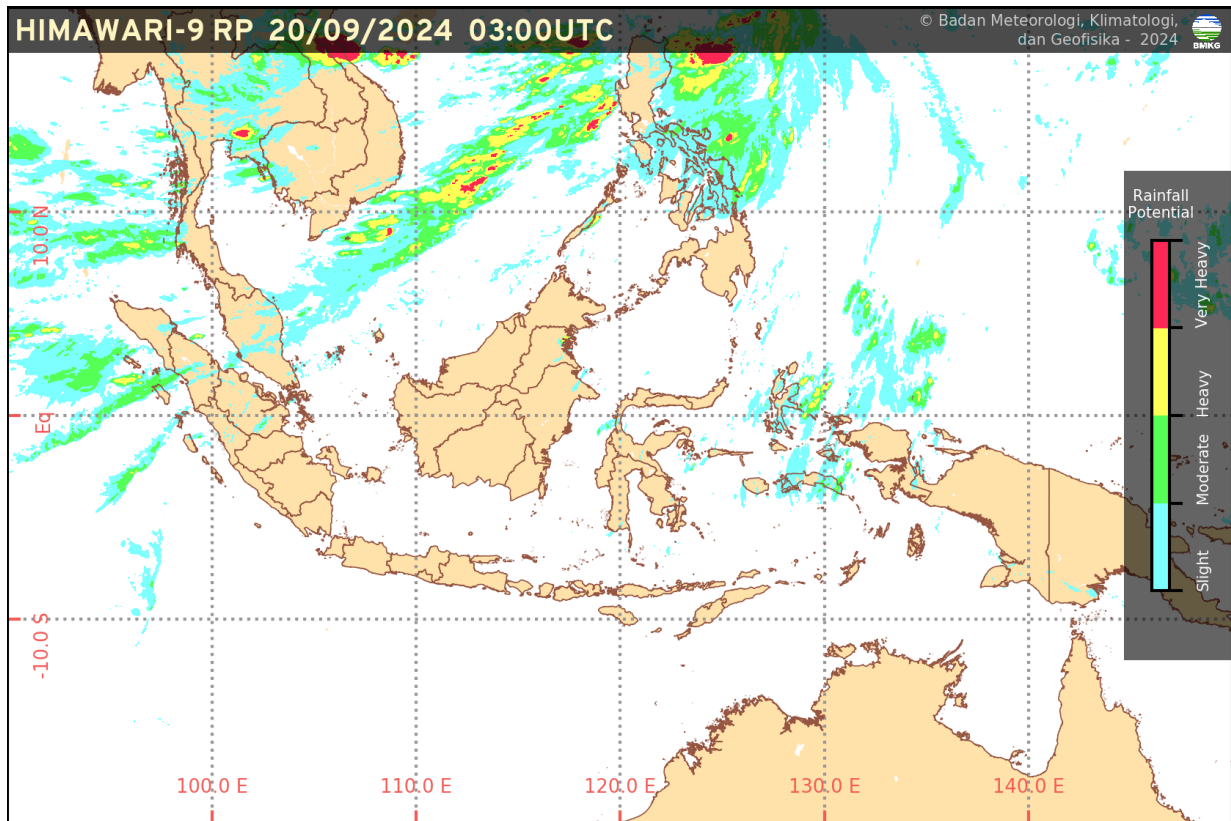 HIMAWARI-9 RP 20/09/2024 03:00UTC
© Badan Meteorologi, Klimatologi,
dan Geofisika - 2024
BMKG
Rainfall
Potential
Very Heavy
Heavy
Moderate
Slight
10.0 N
Eq
-10.0 S
100.0 E
110.0 E
120.0 E
130.0 E
140.0 E